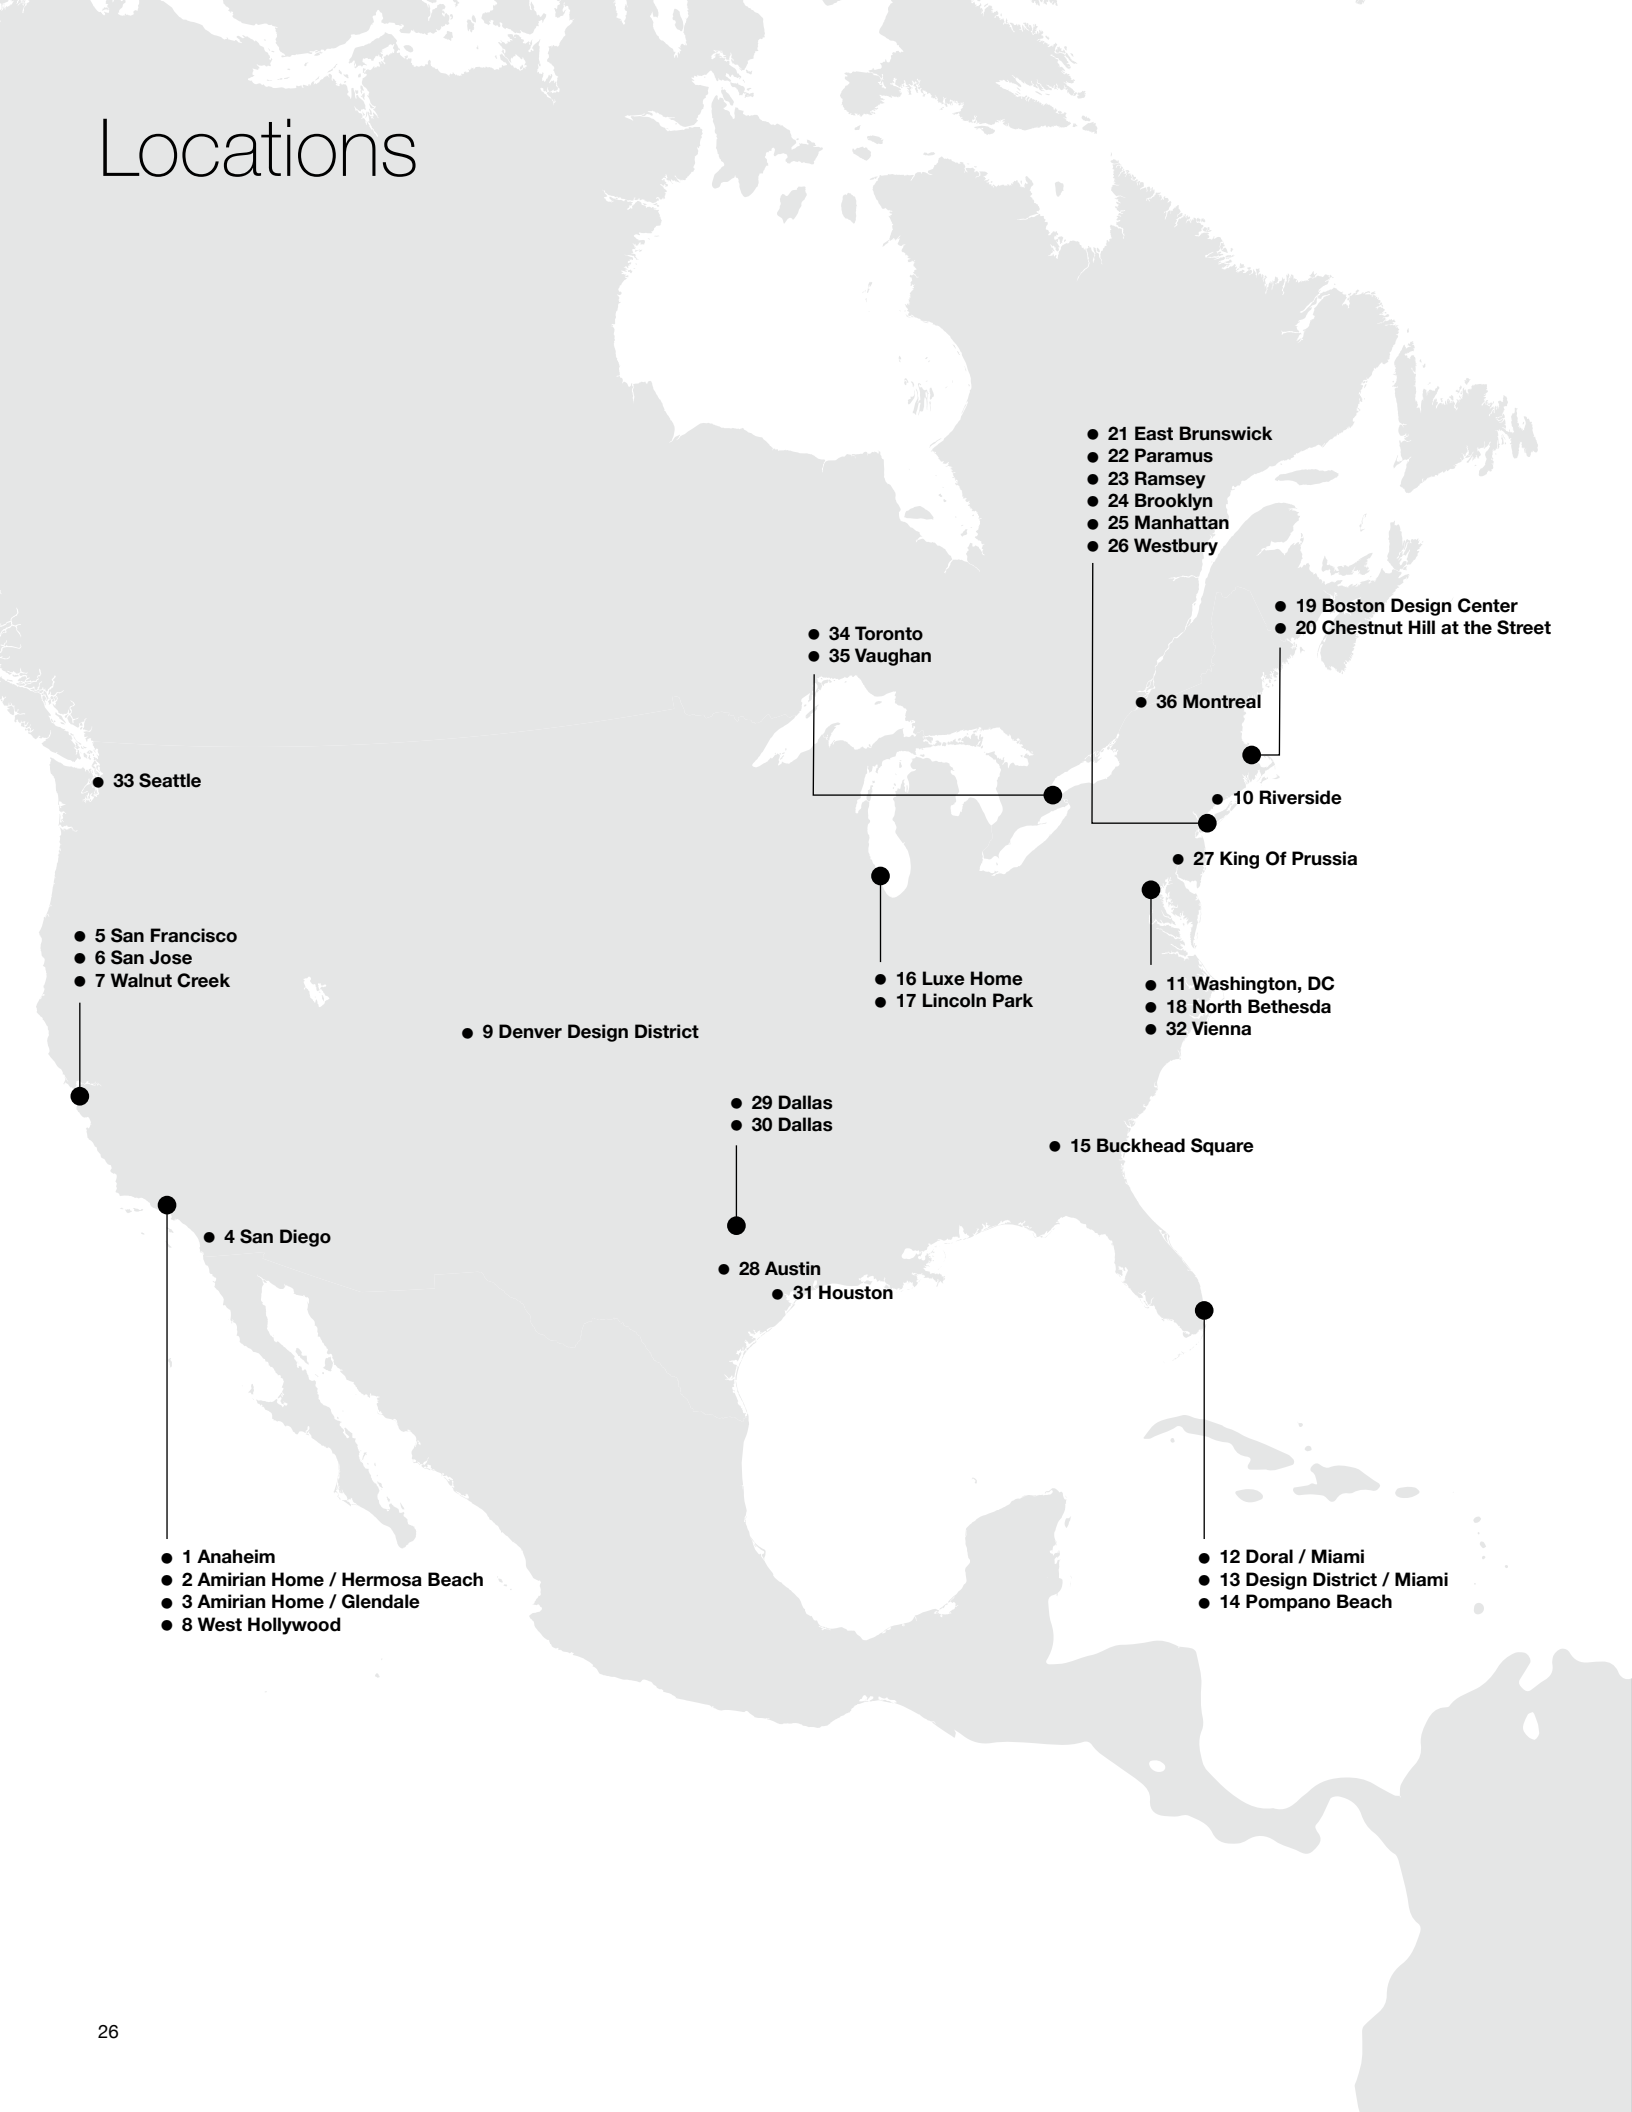 Locations
21 East Brunswick
22 Paramus
23 Ramsey
24 Brooklyn
25 Manhattan
26 Westbury
19 Boston Design Center
20 Chestnut Hill at the Street
34 Toronto
35 Vaughan
36 Montreal
33 Seattle
10 Riverside
27 King Of Prussia
5 San Francisco
6 San Jose
7 Walnut Creek
16 Luxe Home
17 Lincoln Park
11 Washington, DC
18 North Bethesda
32 Vienna
9 Denver Design District
29 Dallas
30 Dallas
15 Buckhead Square
4 San Diego
28 Austin
31 Houston
1 Anaheim
2 Amirian Home / Hermosa Beach
3 Amirian Home / Glendale
8 West Hollywood
12 Doral / Miami
13 Design District / Miami
14 Pompano Beach
26